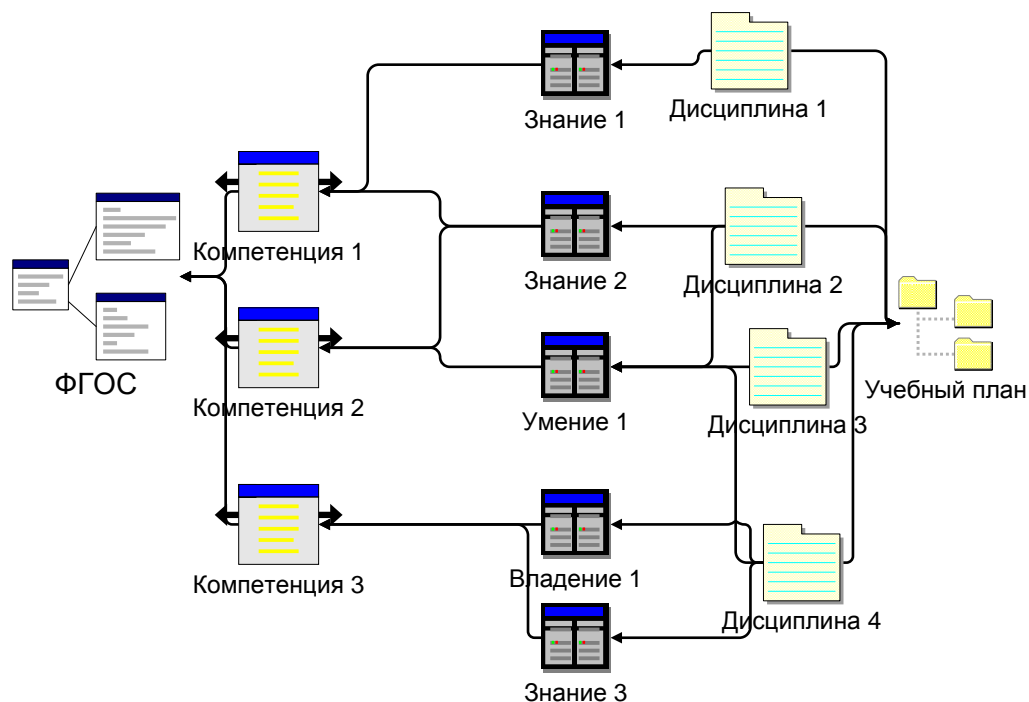 Знание 1
Дисциплина 1
Компетенция 1
Знание 2
Дисциплина 2
ФГОС
Компетенция 2
Умение 1
Дисциплина 3
Учебный план
Компетенция 3
Владение 1
Дисциплина 4
Знание 3